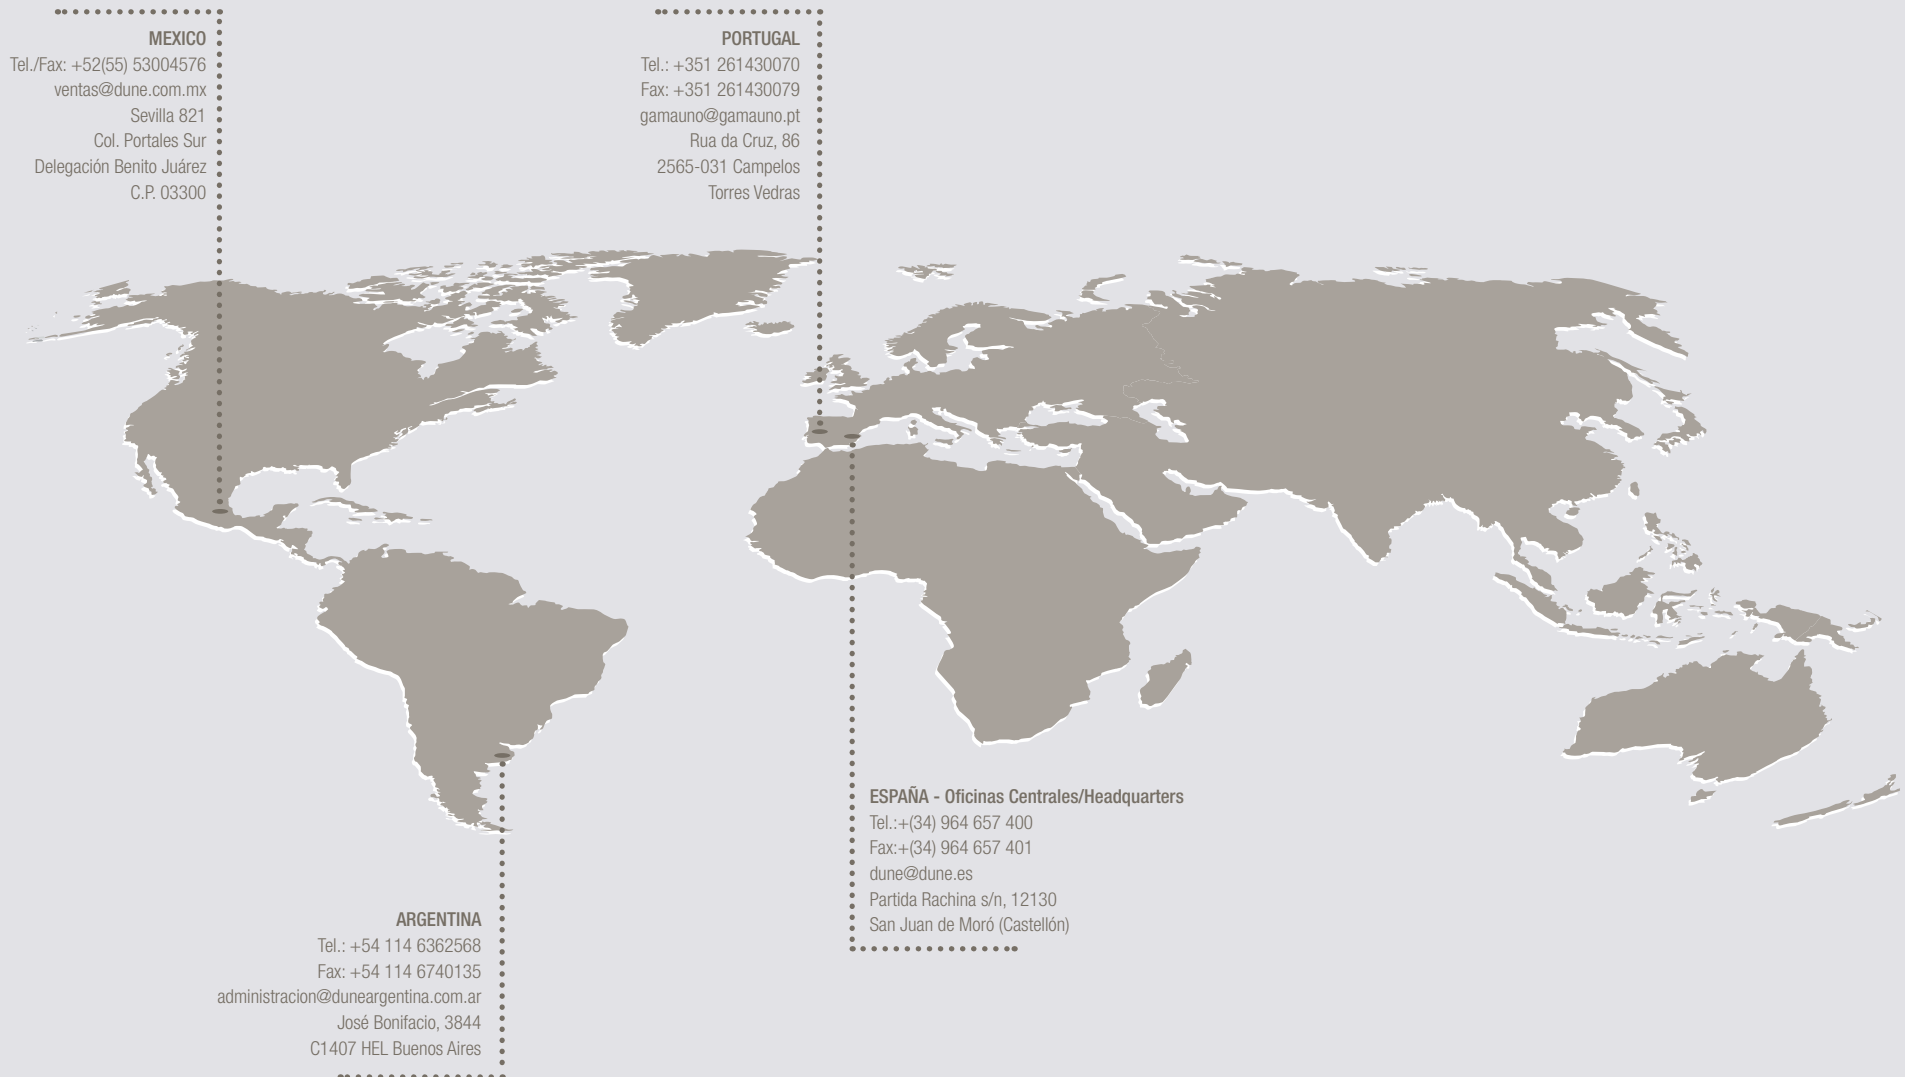 MEXICO
Tel./Fax: +52(55) 53004576
ventas@dune.com.mx
Sevilla 821
Col. Portales Sur
Delegación Benito Juárez
C.P. 03300
PORTUGAL
Tel.: +351 261430070
Fax: +351 261430079
gamauno@gamauno.pt
Rua da Cruz, 86
2565-031 Campelos
Torres Vedras
ESPAÑA - Oficinas Centrales/Headquarters
Tel.:+(34) 964 657 400
Fax:+(34) 964 657 401
dune@dune.es
Partida Rachina s/n, 12130
San Juan de Moró (Castellón)
ARGENTINA
Tel.: +54 114 6362568
Fax: +54 114 6740135
administracion@duneargentina.com.ar
José Bonifacio, 3844
C1407 HEL Buenos Aires